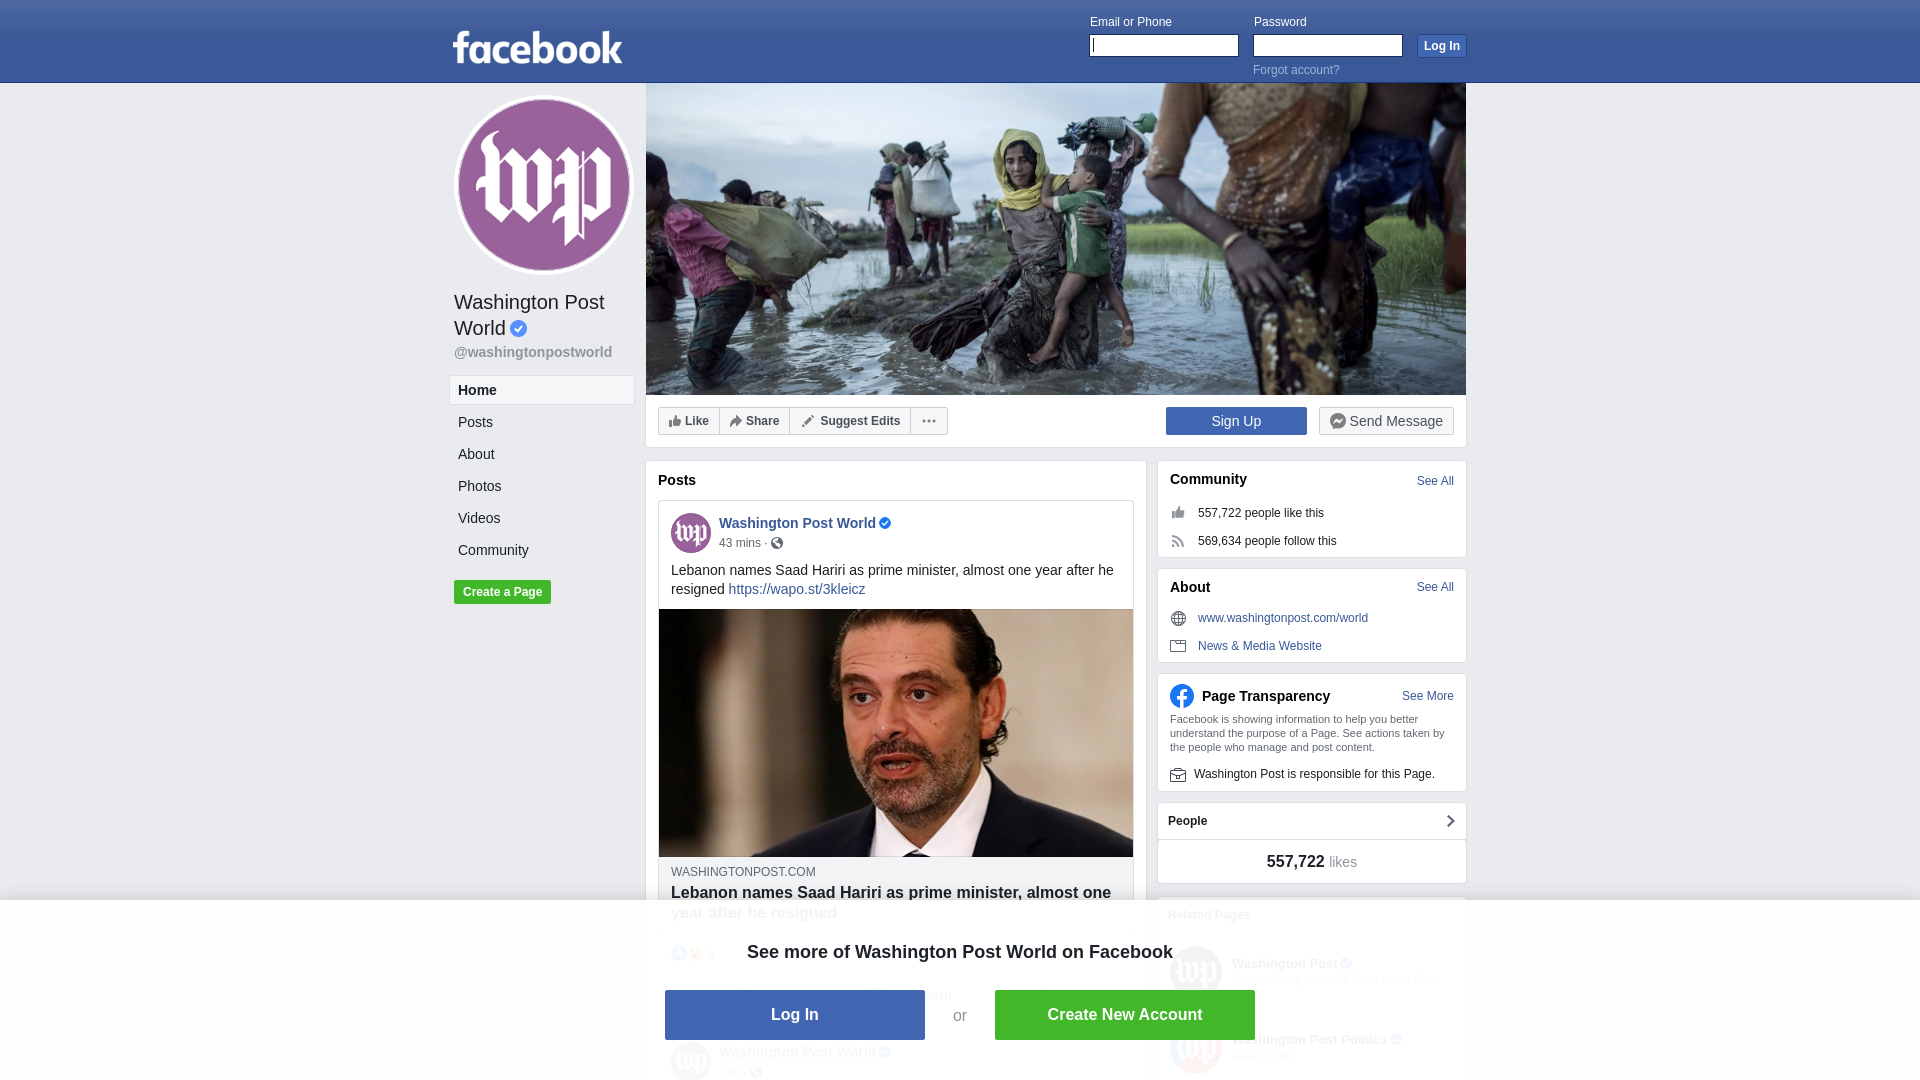 facebook
Email or Phone
Password
Log In
Forgot account?
wp
Washington Post
World
@washingtonpostworld
Home
Posts
About
Photos
Videos
Community
Create a Page
Like
Share
Suggest Edits
Sign Up
Send Message
Posts
wp
Washington Post World
43 mins ·
Lebanon names Saad Hariri as prime minister, almost one year after he
resigned https://wapo.st/3kleicz
WASHINGTONPOST.COM
Lebanon names Saad Hariri as prime minister, almost one
year after he resigned
Community
See All
557,722 people like this
569,634 people follow this
About
See All
www.washingtonpost.com/world
News & Media Website
Page Transparency
See More
Facebook is showing information to help you better
understand the purpose of a Page. See actions taken by
the people who manage and post content.
Washington Post is responsible for this Page.
People
557,722 likes
Related Pages
wp
Washington Post
wp
Washington Post Politics
See more of Washington Post World on Facebook
Log In
or
Create New Account
wp
Washington Post World
1 hr ·